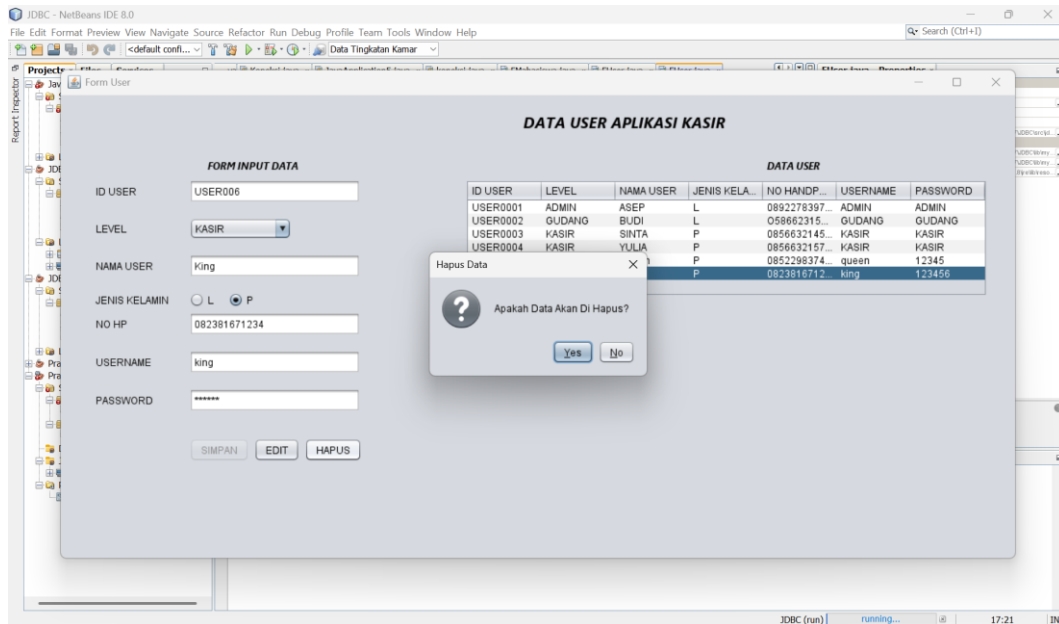 JDBC - NetBeans IDE 8.0
File Edit Format Preview View Navigate Source Refactor Run Debug Profile Team Tools Window Help
Search (Ctrl+I)
<default confi... Data Tingkatan Kamar
Report Inspector
Form User
DATA USER APLIKASI KASIR
FORM INPUT DATA
ID USER USER006
LEVEL KASIR
NAMA USER King
JENIS KELAMIN L P
NO HP 082381671234
USERNAME king
PASSWORD ******
SIMPAN EDIT HAPUS
DATA USER
ID USER LEVEL NAMA USER JENIS KELA... NO HANDP... USERNAME PASSWORD
USER0001 ADMIN ASEP L 0892278397... ADMIN ADMIN
USER0002 GUDANG BUDI L 058662315... GUDANG GUDANG
USER0003 KASIR SINTA P 0856632145... KASIR KASIR
USER0004 KASIR YULIA P 0856632157... KASIR KASIR
P 0852298374... queen 12345
P 0823816712... king 123456
Hapus Data
Apakah Data Akan Di Hapus?
Yes No
JDBC (run) running... 17:21 IN